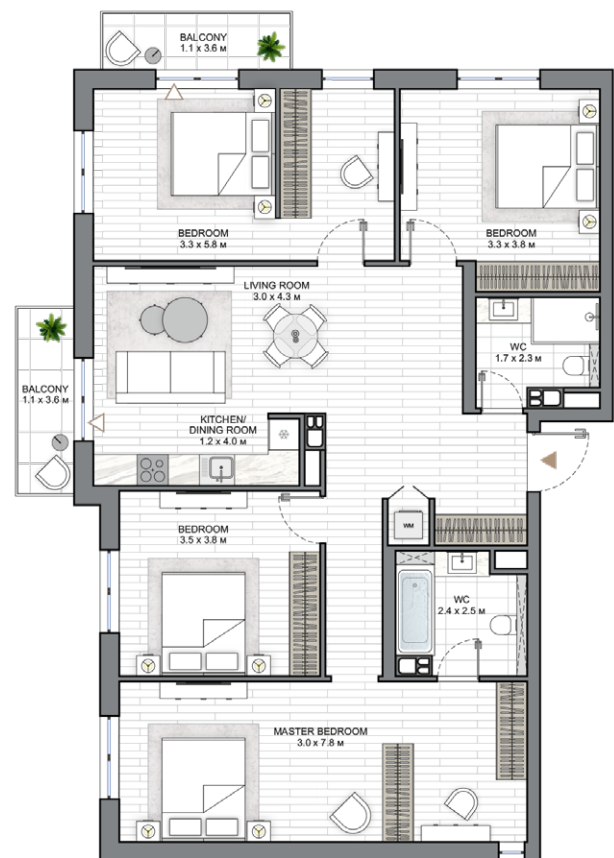 BALCONY
1.1 x 3.6 м
BEDROOM
3.3 x 5.8 м
BEDROOM
3.3 x 3.8 м
LIVING ROOM
3.0 x 4.3 м
WC
1.7 x 2.3 м
BALCONY
1.1 x 3.6 м
KITCHEN/
DINING ROOM
1.2 x 4.0 м
BEDROOM
3.5 x 3.8 м
WM
WC
2.4 x 2.5 м
MASTER BEDROOM
3.0 x 7.8 м